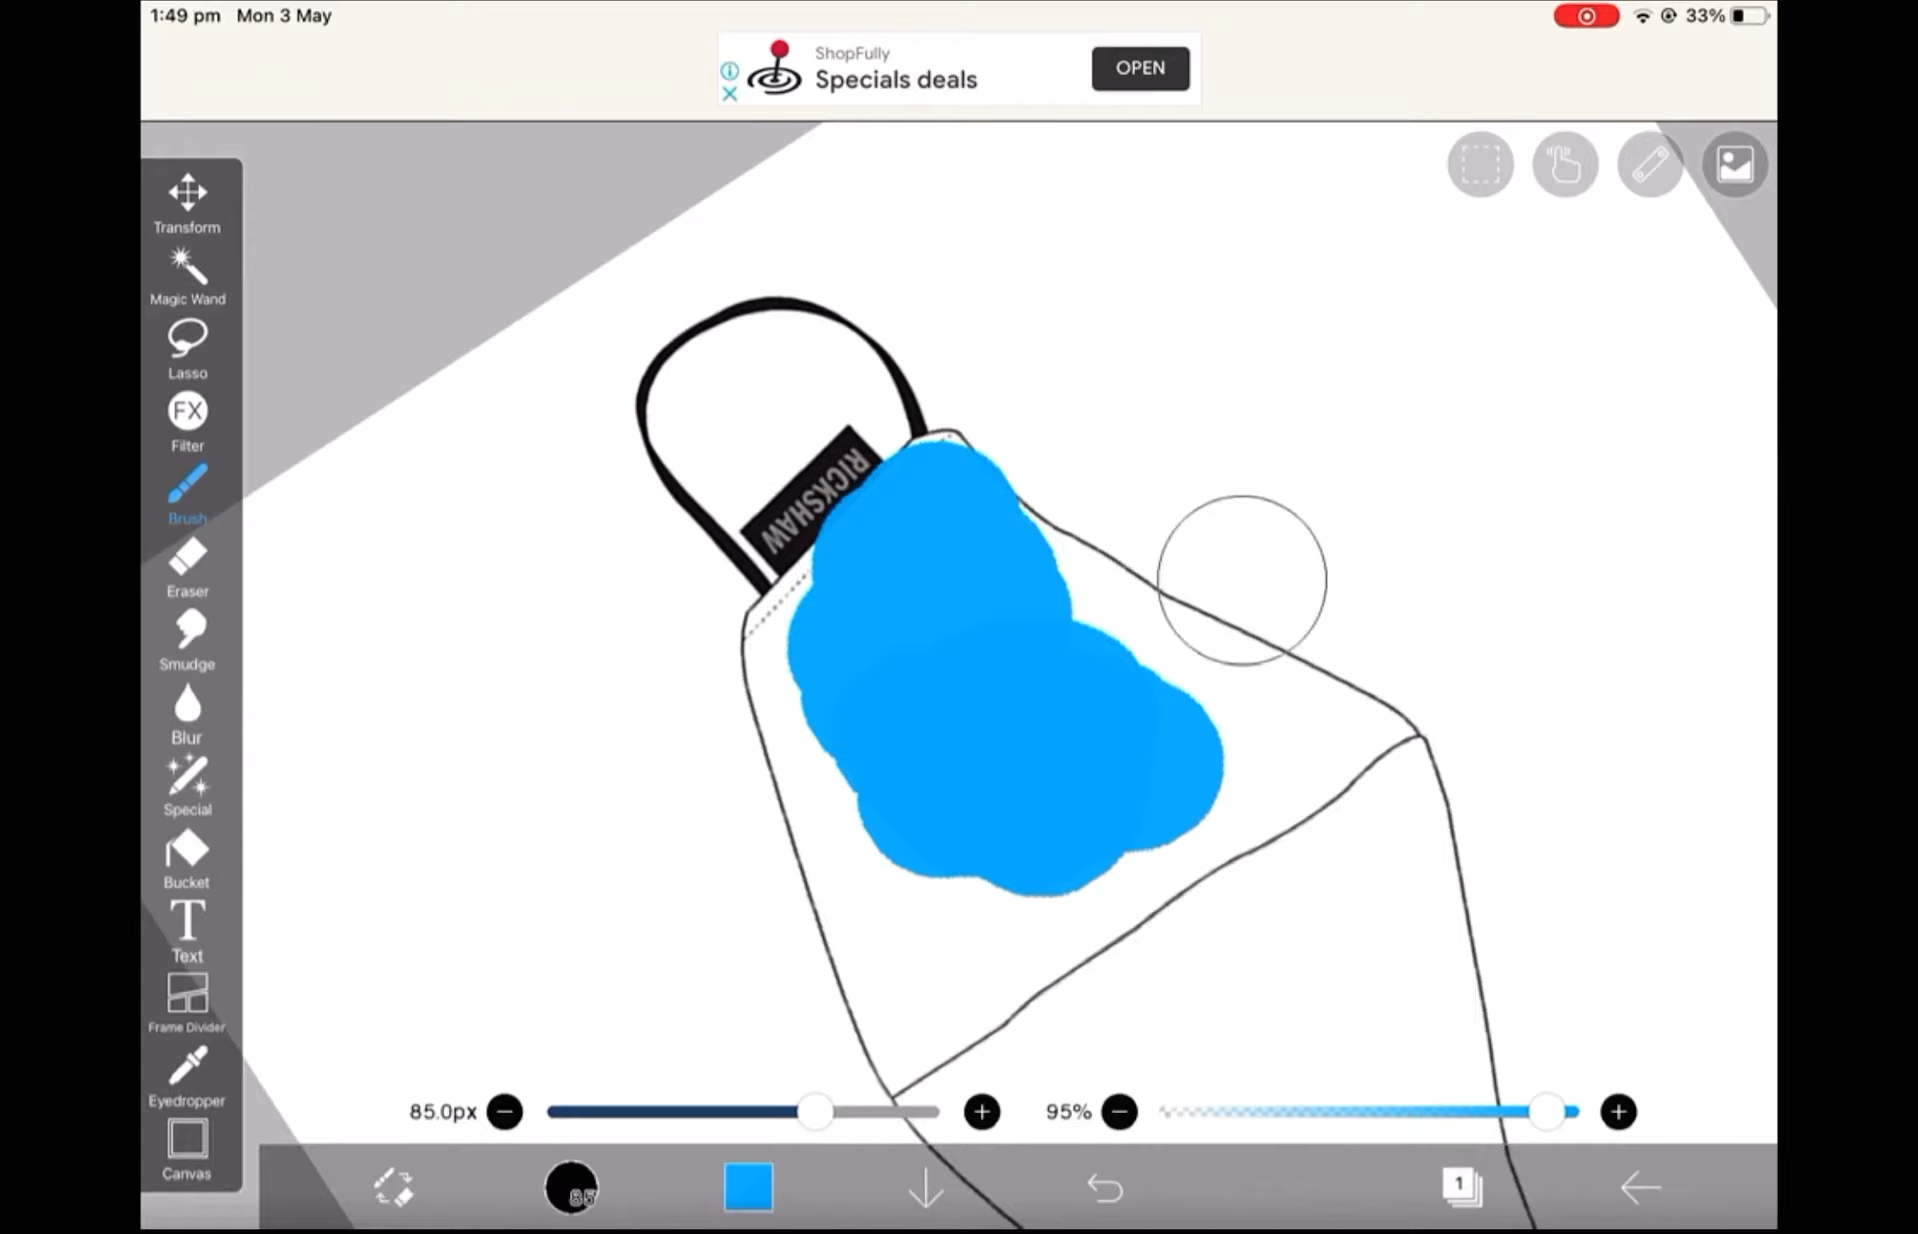 1:49 pm Mon 3 May
33%
ShopFully
Specials deals
OPEN
Transform
Magic Wand
Lasso
FX
Filter
Brush
Eraser
Smudge
Blur
Special
Bucket
T
Text
Frame Divider
Eyedropper
Canvas
RICKSHAW
85.0px
95%
85
1